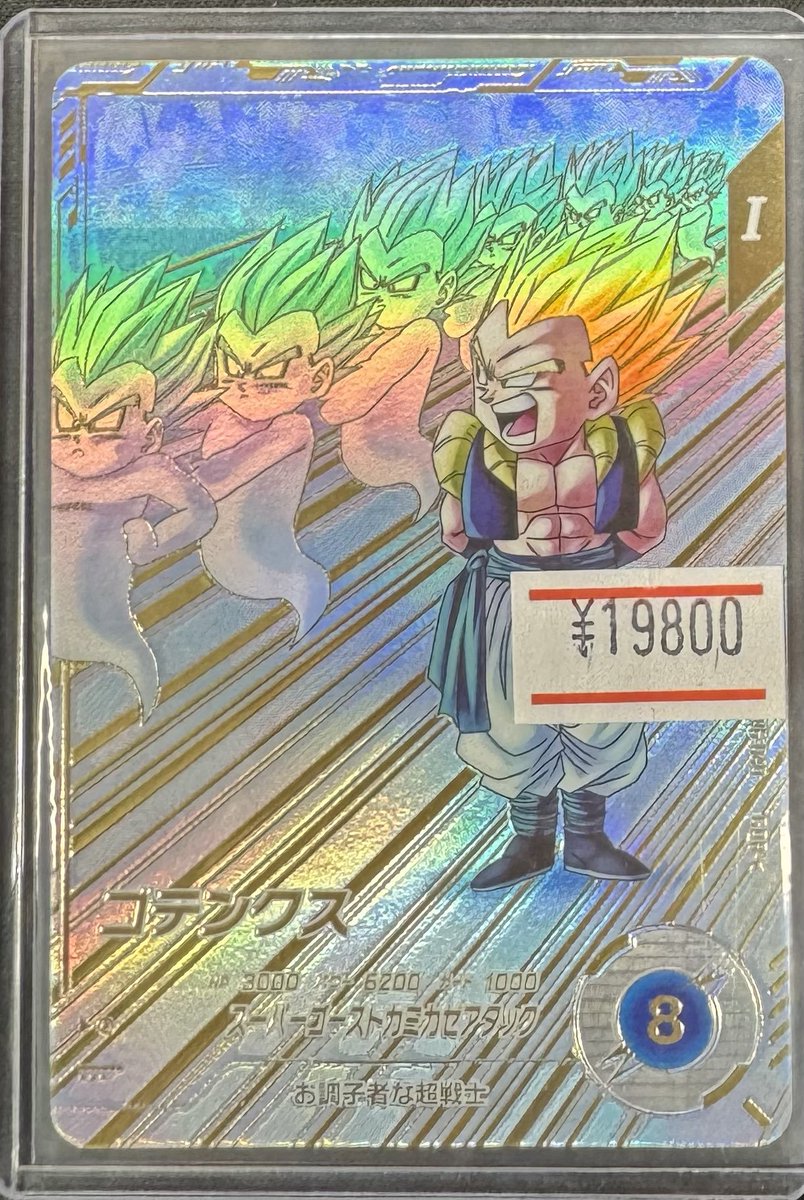 I
¥19800
ゴテンクス
HP 3000 パワー 6200 ガード 1000
スーパーゴーストカミカゼアタック
お調子者な超戦士
8